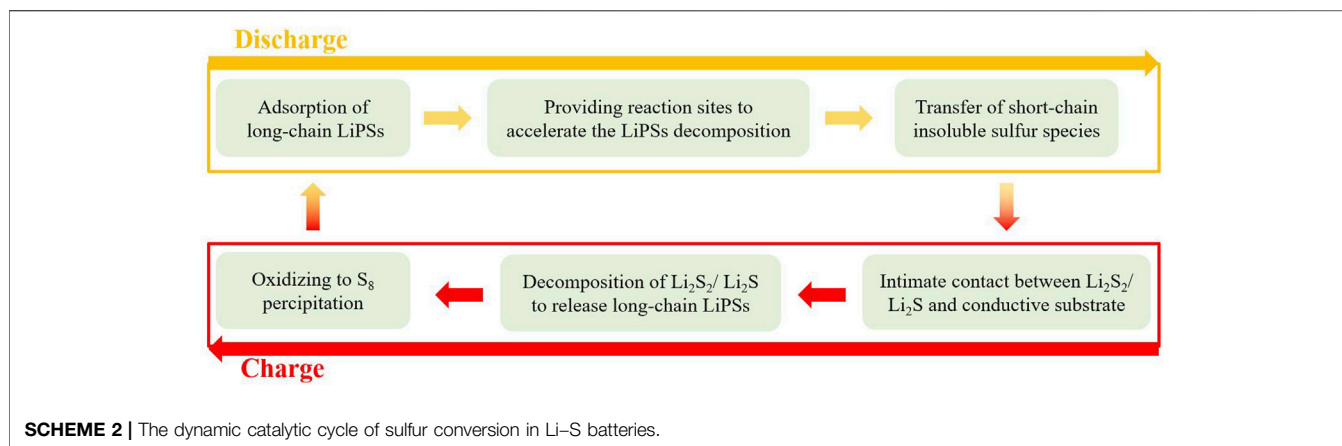 Discharge
Adsorption of
long-chain LiPSs
Providing reaction sites to
accelerate the LiPSs decomposition
Transfer of short-chain
insoluble sulfur species
Oxidizing to S₈
percipitation
Decomposition of Li₂S₂/ Li₂S
to release long-chain LiPSs
Intimate contact between Li₂S₂/
Li₂S and conductive substrate
Charge
SCHEME 2 | The dynamic catalytic cycle of sulfur conversion in Li–S batteries.